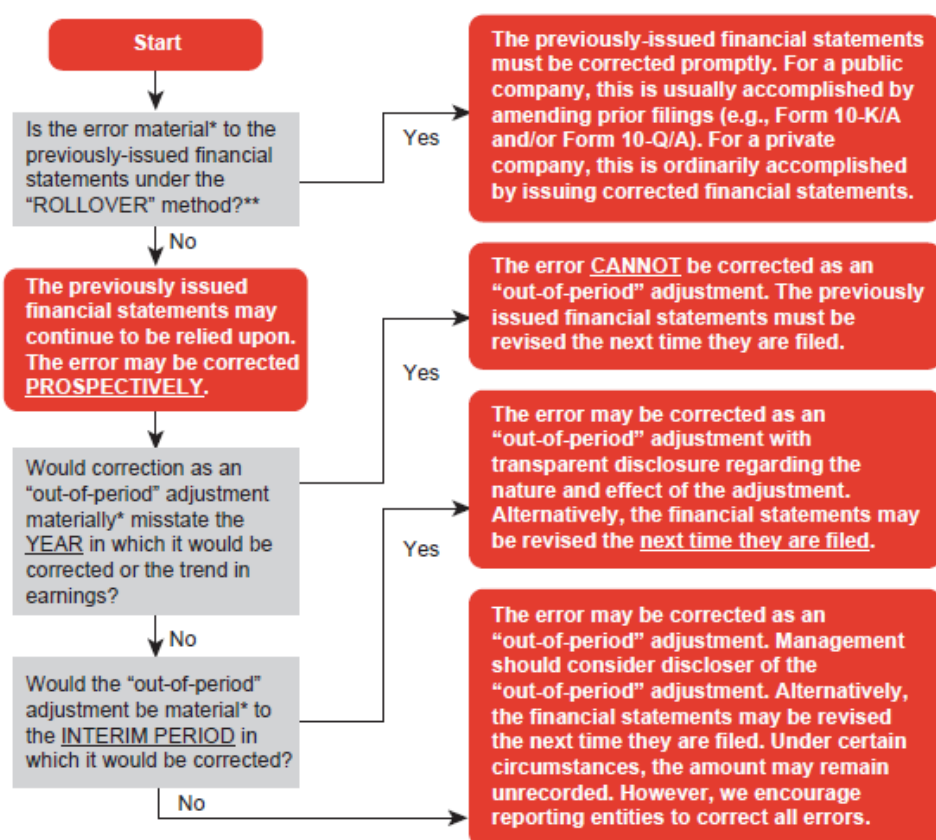 Start
Is the error material* to the
previously-issued financial
statements under the
“ROLLOVER” method?**
Yes
The previously-issued financial statements
must be corrected promptly. For a public
company, this is usually accomplished by
amending prior filings (e.g., Form 10-K/A
and/or Form 10-Q/A). For a private
company, this is ordinarily accomplished
by issuing corrected financial statements.
No
The previously issued
financial statements may
continue to be relied upon.
The error may be corrected
PROSPECTIVELY.
Would correction as an
“out-of-period” adjustment
materially* misstate the
YEAR in which it would be
corrected or the trend in
earnings?
Yes
The error CANNOT be corrected as an
“out-of-period” adjustment. The previously
issued financial statements must be
revised the next time they are filed.
No
Would the “out-of-period”
adjustment be material* to
the INTERIM PERIOD in
which it would be corrected?
Yes
The error may be corrected as an
“out-of-period” adjustment with
transparent disclosure regarding the
nature and effect of the adjustment.
Alternatively, the financial statements may
be revised the next time they are filed.
No
The error may be corrected as an
“out-of-period” adjustment. Management
should consider discloser of the
“out-of-period” adjustment. Alternatively,
the financial statements may be revised
the next time they are filed. Under certain
circumstances, the amount may remain
unrecorded. However, we encourage
reporting entities to correct all errors.